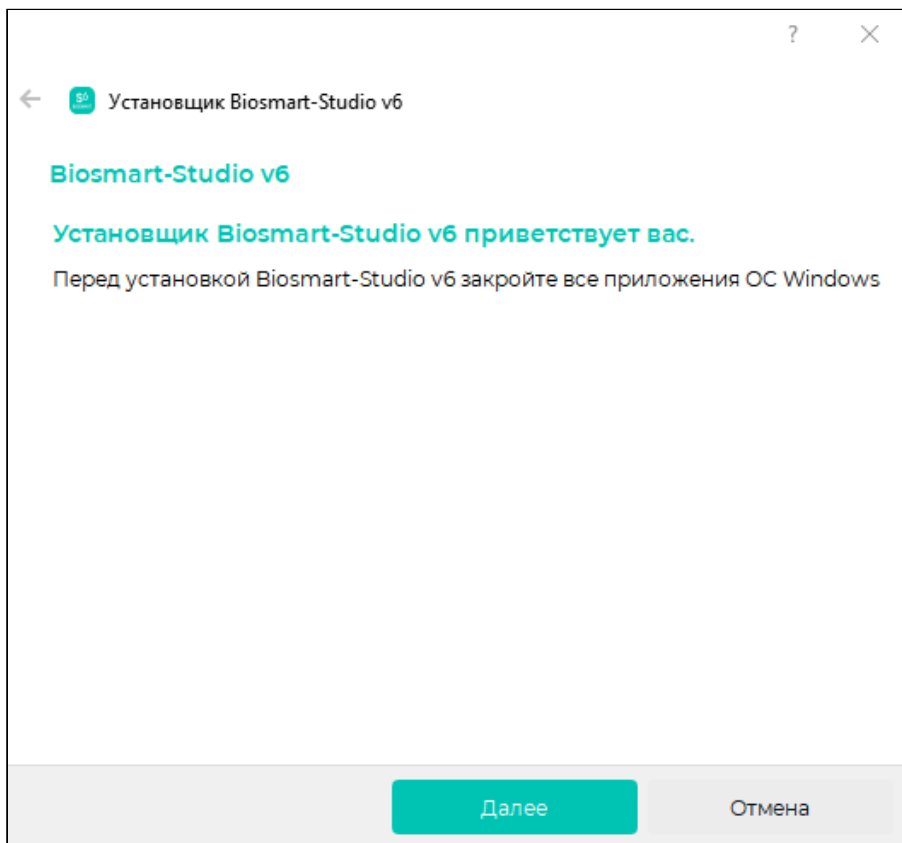 ?
Установщик Biosmart-Studio v6
Biosmart-Studio v6
Установщик Biosmart-Studio v6 приветствует вас.
Перед установкой Biosmart-Studio v6 закройте все приложения ОС Windows
Далее
Отмена